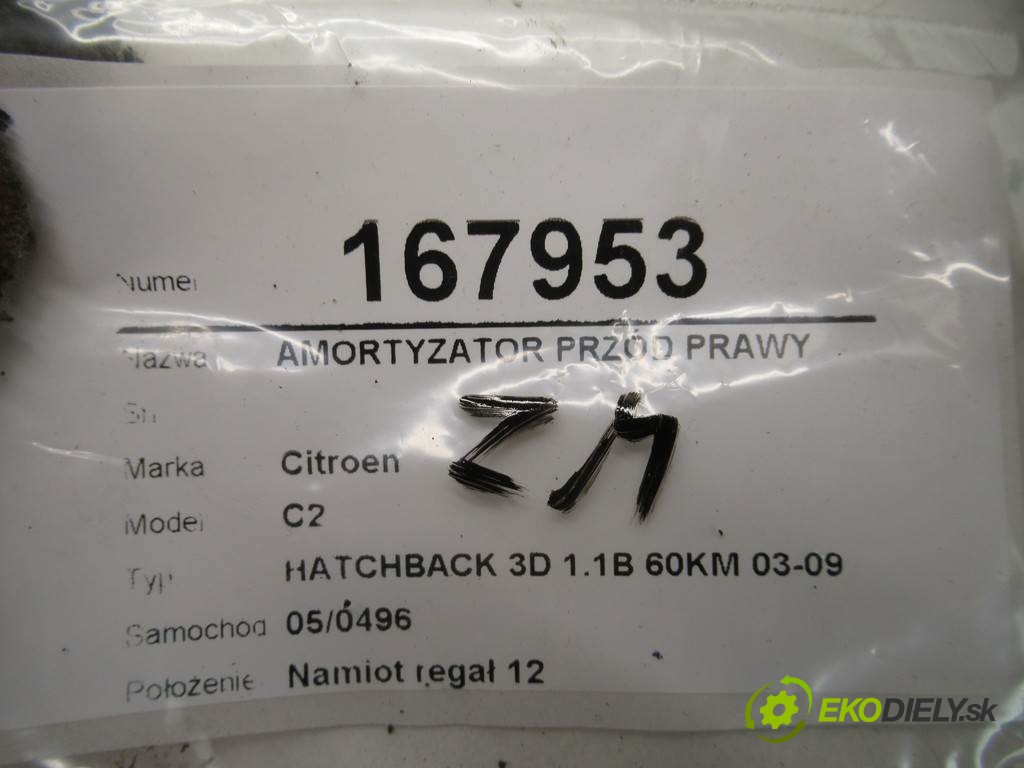 Numer 167953
Nazwa AMORTYZATOR PRZÓD PRAWY
Sn
ZM
Marka Citroen
Model C2
Typ HATCHBACK 3D 1.1B 60KM 03-09
Samochód 05/0496
Położenie Namiot regał 12
EKODIELY.sk